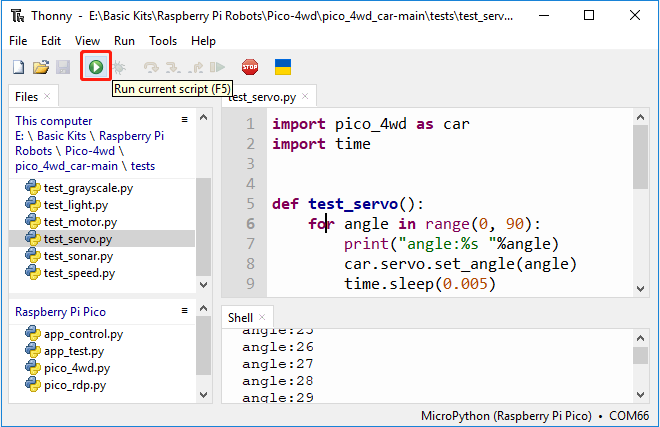 Thonny - E:\Basic Kits\Raspberry Pi Robots\Pico-4wd\pico_4wd_car-main\tests\test_serv...
File Edit View Run Tools Help
Run current script (F5)
Files
This computer
E: \ Basic Kits \ Raspberry Pi
Robots \ Pico-4wd \
pico_4wd_car-main \ tests
test_grayscale.py
test_light.py
test_motor.py
test_servo.py
test_sonar.py
test_speed.py
Raspberry Pi Pico
app_control.py
app_test.py
pico_4wd.py
pico_rdp.py
test_servo.py
1 import pico_4wd as car
2 import time
3
4
5 def test_servo():
6 for angle in range(0, 90):
7 print("angle:%s "%angle)
8 car.servo.set_angle(angle)
9 time.sleep(0.005)
Shell
angle:25
angle:26
angle:27
angle:28
angle:29
MicroPython (Raspberry Pi Pico) • COM66